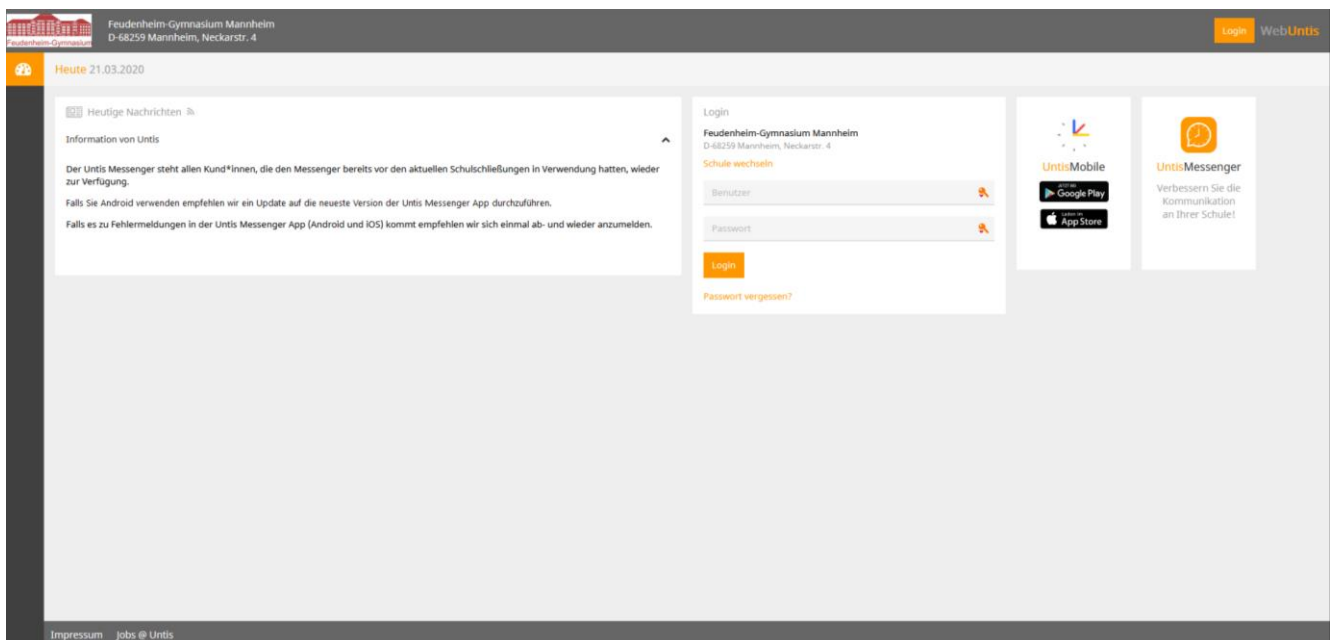 Feudenheim-Gymnasium
Feudenheim-Gymnasium Mannheim
D-68259 Mannheim, Neckarstr. 4
Login
WebUntis
Heute 21.03.2020
Heutige Nachrichten
Information von Untis
Der Untis Messenger steht allen Kund*innen, die den Messenger bereits vor den aktuellen Schulschließungen in Verwendung hatten, wieder
zur Verfügung.
Falls Sie Android verwenden empfehlen wir ein Update auf die neueste Version der Untis Messenger App durchzuführen.
Falls es zu Fehlermeldungen in der Untis Messenger App (Android und iOS) kommt empfehlen wir sich einmal ab- und wieder anzumelden.
Login
Feudenheim-Gymnasium Mannheim
D-68259 Mannheim, Neckarstr. 4
Schule wechseln
Benutzer
Passwort
Login
Passwort vergessen?
UntisMobile
JETZT BEI
Google Play
Laden im
App Store
UntisMessenger
Verbessern Sie die
Kommunikation
an Ihrer Schule!
Impressum
Jobs @ Untis